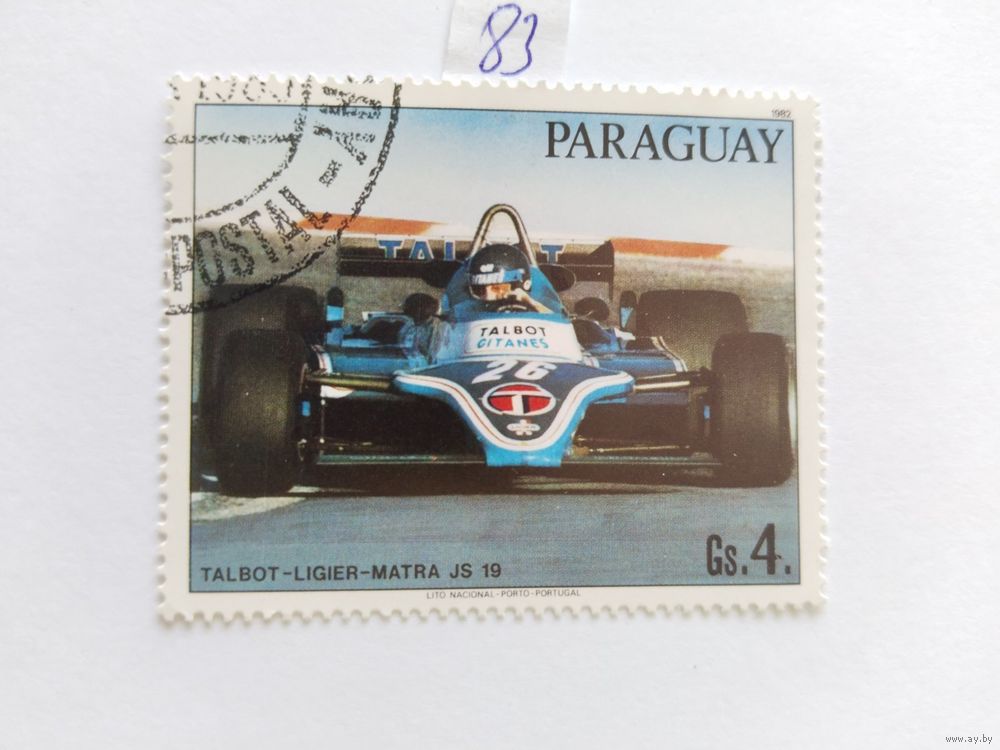 83
1982
PARAGUAY
POSTAL
TALBOT
TALBOT
GITANES
26
T
Gs.4.
TALBOT-LIGIER-MATRA JS 19
LITO NACIONAL-PORTO-PORTUGAL
www.ay.by